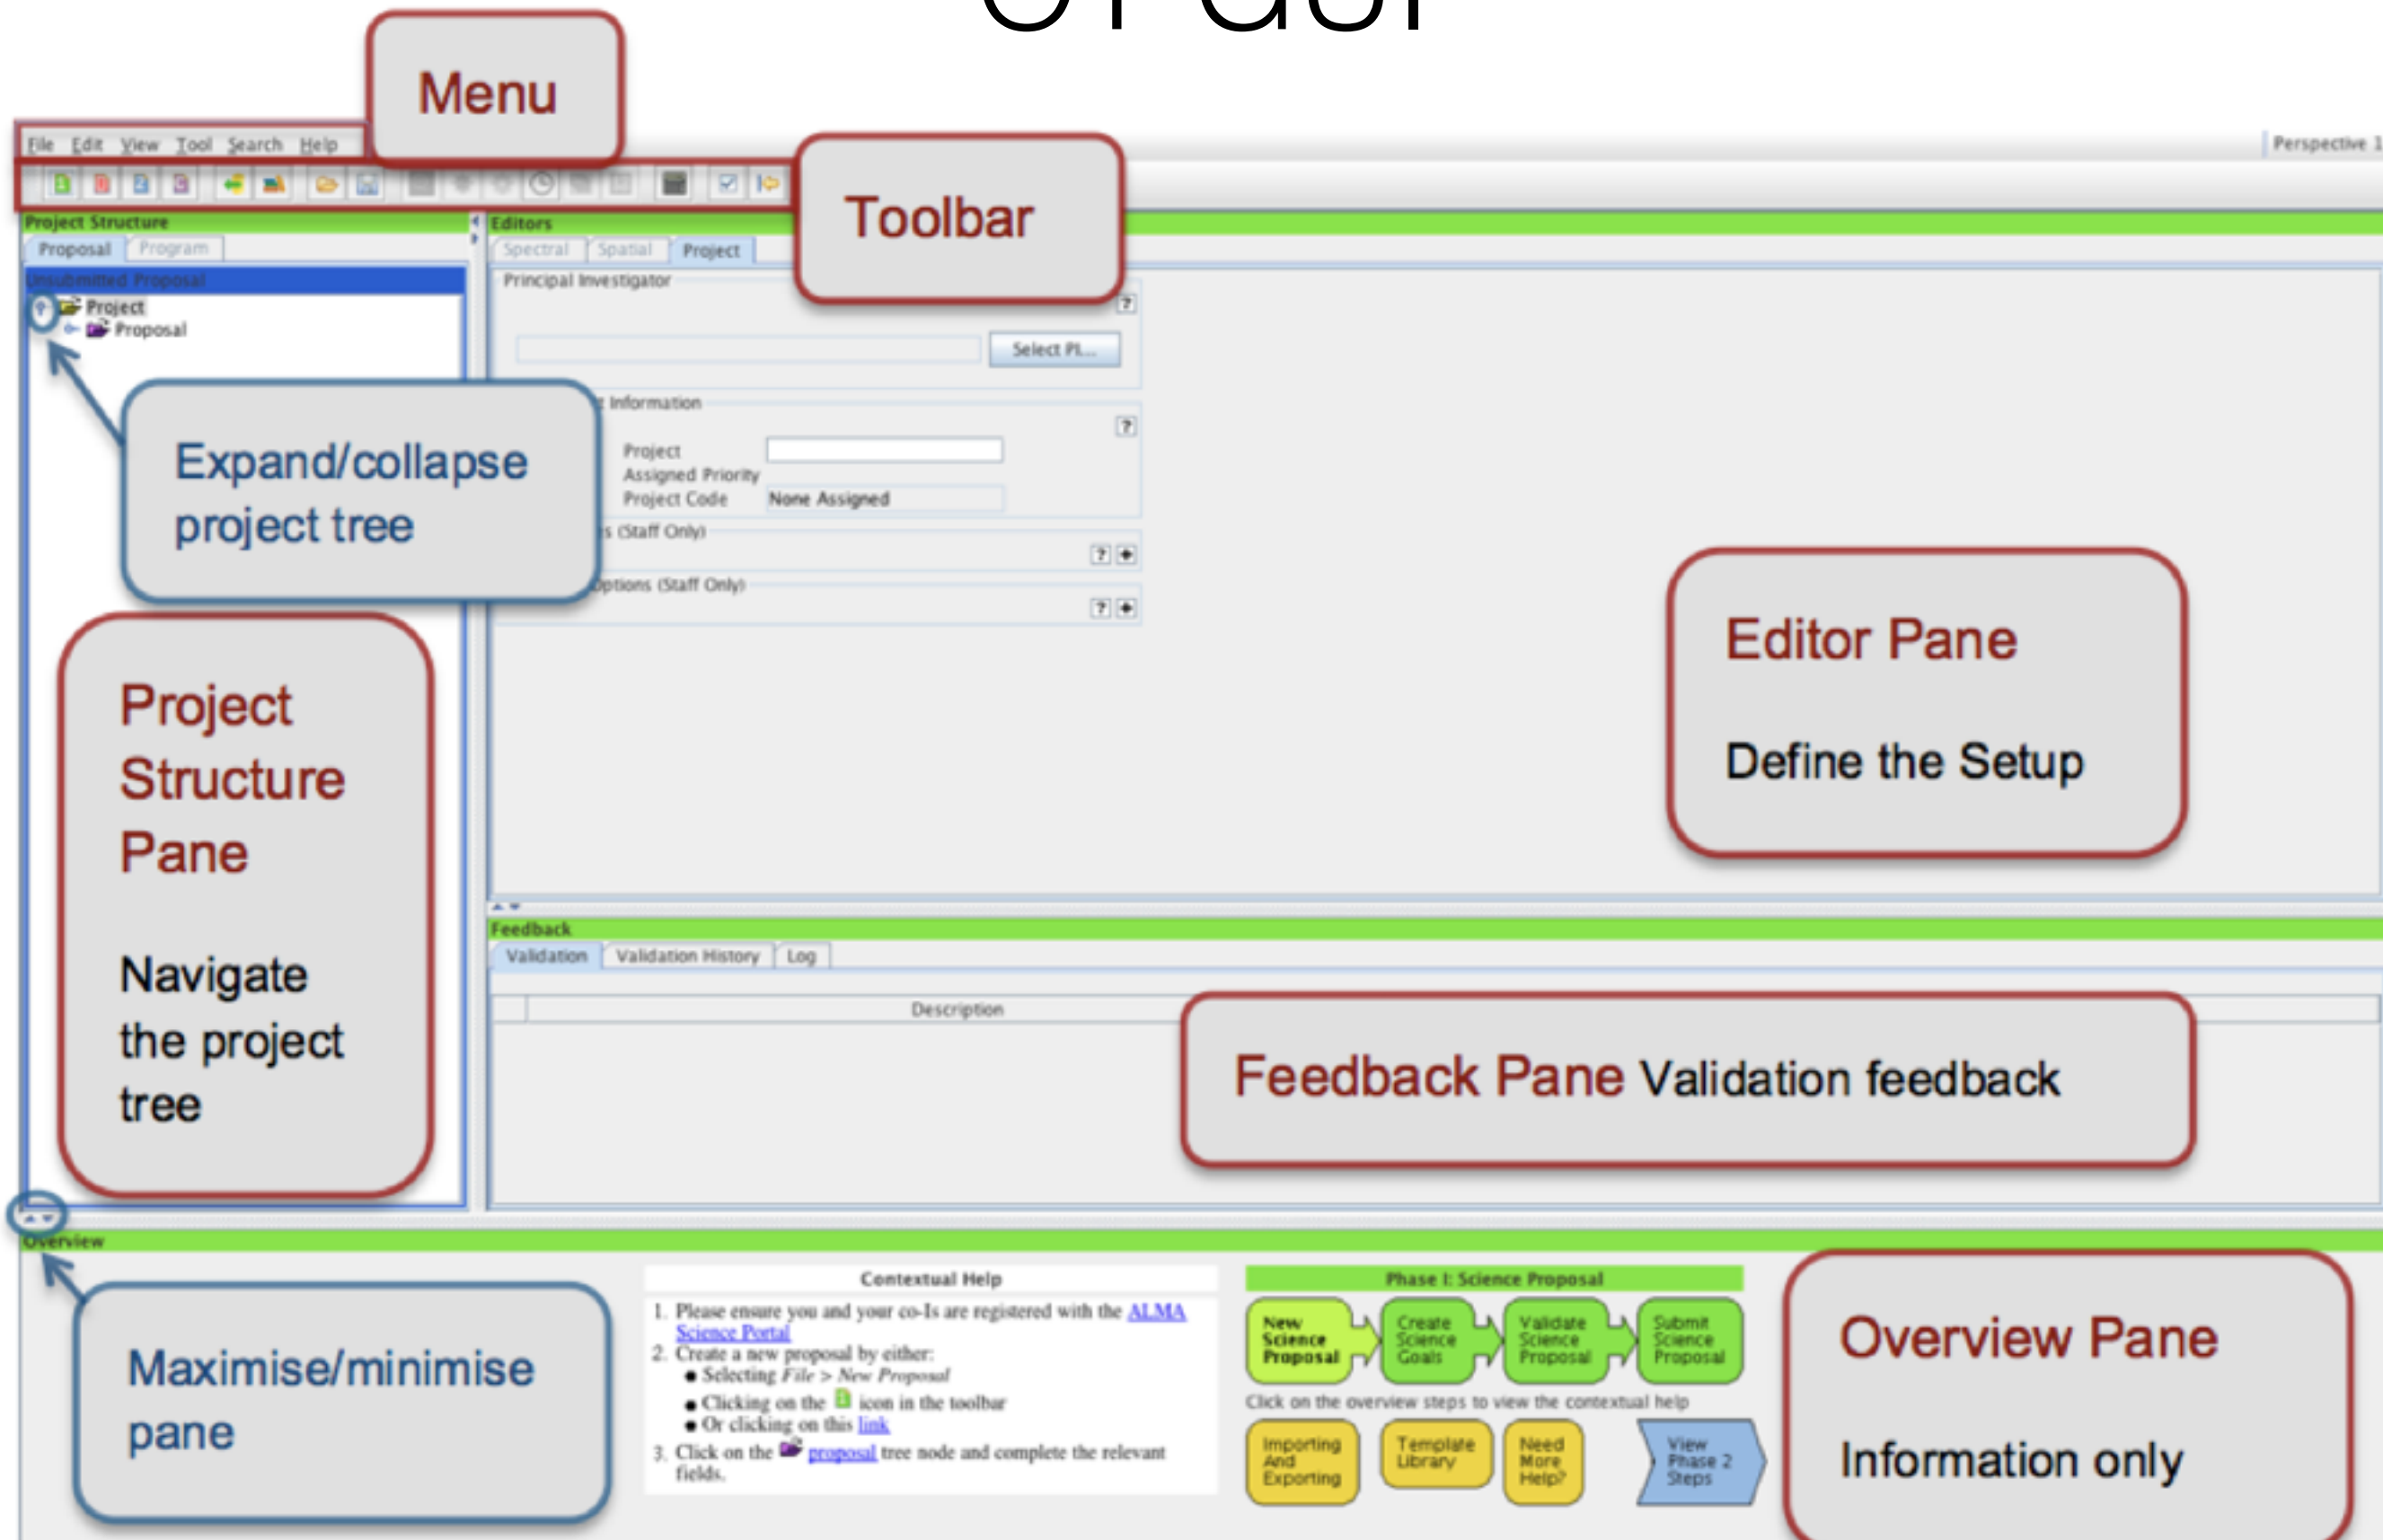 OT GUI
Menu
File Edit View Tool Search Help
Perspective 1
Toolbar
Project Structure
Editors
Proposal Program
Spectral Spatial Project
Unsubmitted Proposal
Principal Investigator
Project
?
Proposal
Select PI...
Information
?
Expand/collapse
project tree
Project
Assigned Priority
Project Code None Assigned
(Staff Only)
?
Options (Staff Only)
?
Editor Pane
Define the Setup
Project
Structure
Pane
Navigate
the project
tree
Feedback
Validation Validation History Log
Description
Feedback Pane Validation feedback
Overview
Maximise/minimise
pane
Contextual Help
1. Please ensure you and your co-Is are registered with the ALMA
Science Portal
2. Create a new proposal by either:
● Selecting File > New Proposal
● Clicking on the icon in the toolbar
● Or clicking on this link
3. Click on the proposal tree node and complete the relevant
fields.
Phase I: Science Proposal
New
Science
Proposal
Create
Science
Goals
Validate
Science
Proposal
Submit
Science
Proposal
Click on the overview steps to view the contextual help
Importing
And
Exporting
Template
Library
Need
More
Help?
View
Phase 2
Steps
Overview Pane
Information only